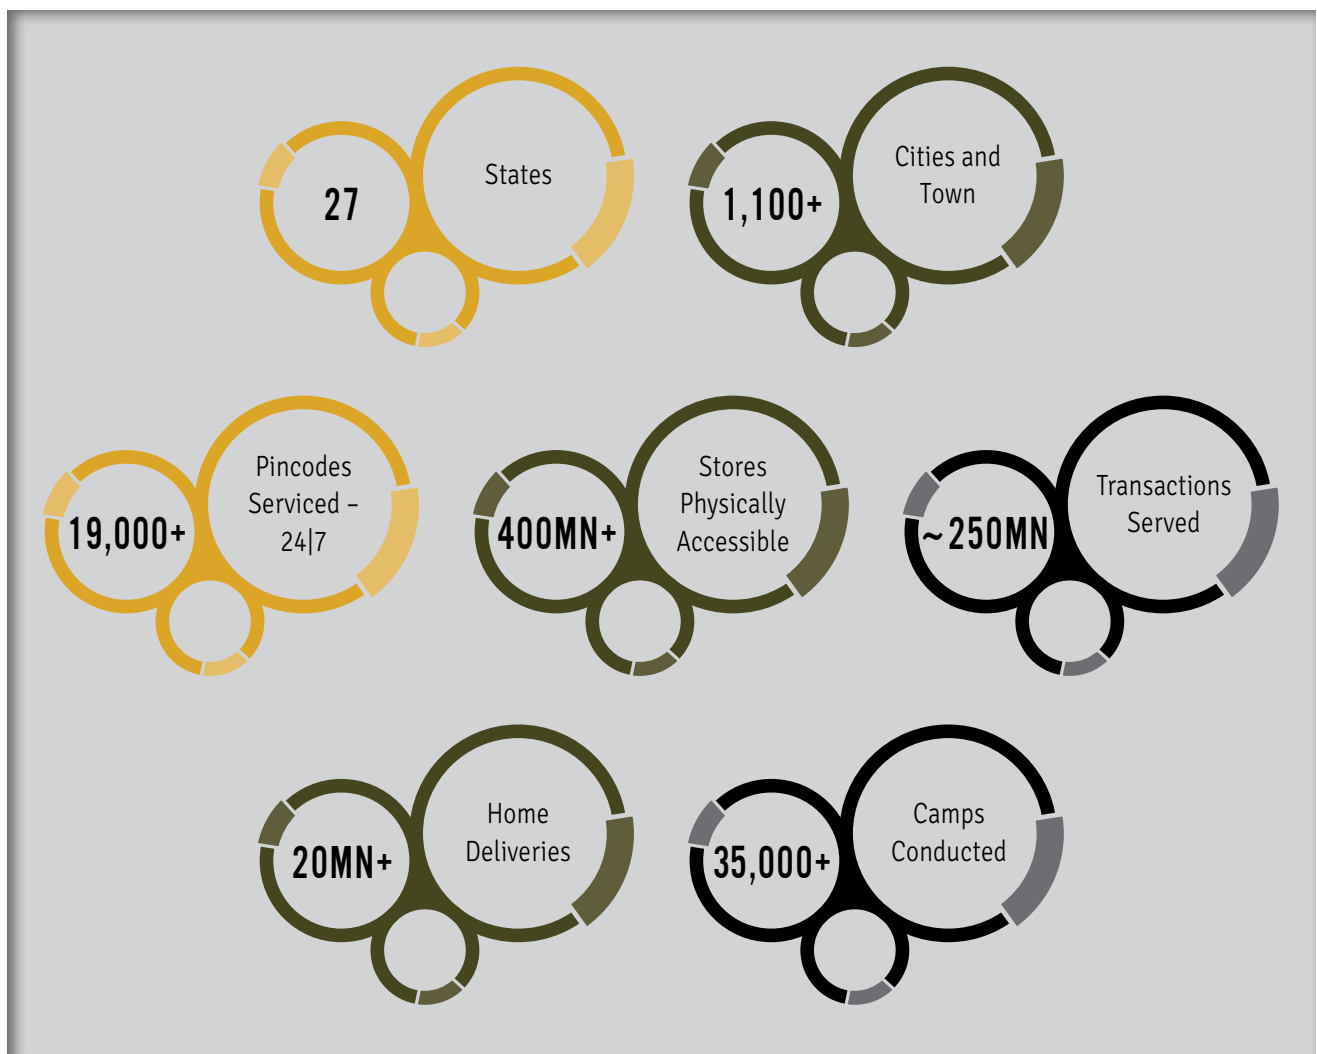 27
States
1,100+
Cities and
Town
19,000+
Pincodes
Serviced –
24|7
400MN+
Stores
Physically
Accessible
~250MN
Transactions
Served
20MN+
Home
Deliveries
35,000+
Camps
Conducted